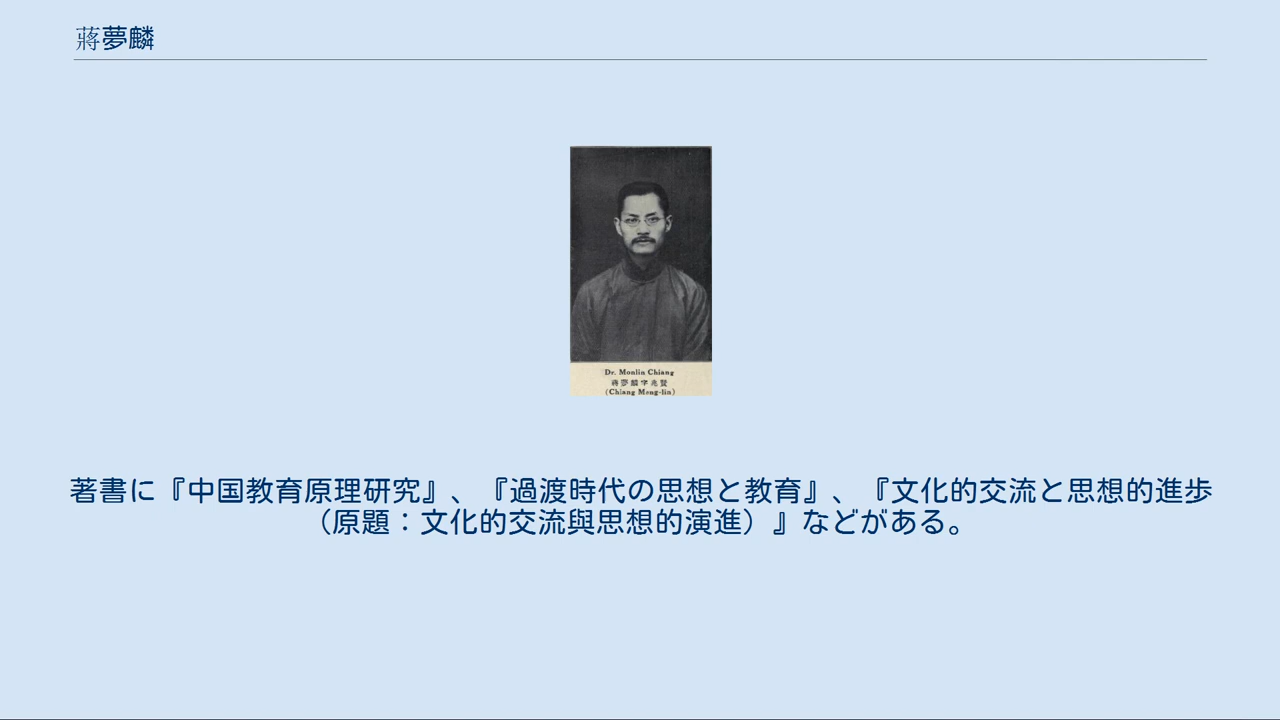 蔣夢麟
Dr. Monlin Chiang
蔣夢麟字兆賢
(Chiang Mong-lin)
著書に『中国教育原理研究』、『過渡時代の思想と教育』、『文化的交流と思想的進歩
（原題：文化的交流與思想的演進）』などがある。